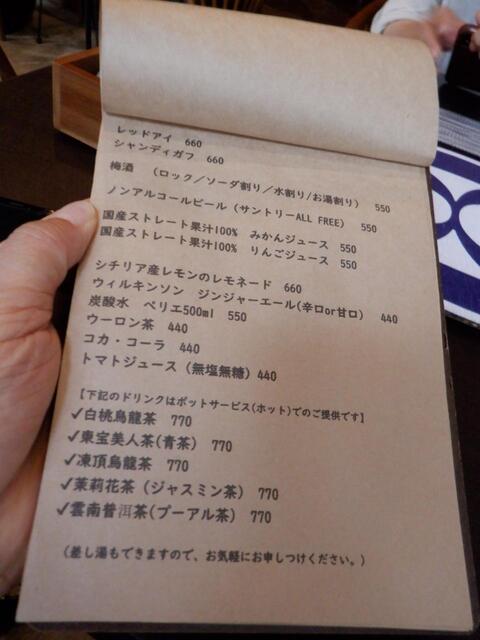 レッドアイ 660
シャンディガフ 660
梅酒 (ロック／ソーダ割り／水割り/お湯割り) 550
ノンアルコールビール (サントリーALL FREE) 550
国産ストレート果汁100% みかんジュース 550
国産ストレート果汁100% りんごジュース 550
シチリア産レモンのレモネード 660
ウィルキンソン ジンジャーエール(辛口or甘口) 440
炭酸水 ペリエ500ml 550
ウーロン茶 440
コカ・コーラ 440
トマトジュース (無塩無糖) 440
【下記のドリンクはポットサービス(ホット)でのご提供です】
✓白桃烏龍茶 770
✓東宝美人茶(青茶) 770
✓凍頂烏龍茶 770
✓茉莉花茶 (ジャスミン茶) 770
✓雲南普洱茶(プーアル茶) 770
(差し湯もできますので、お気軽にお申しつけください。)